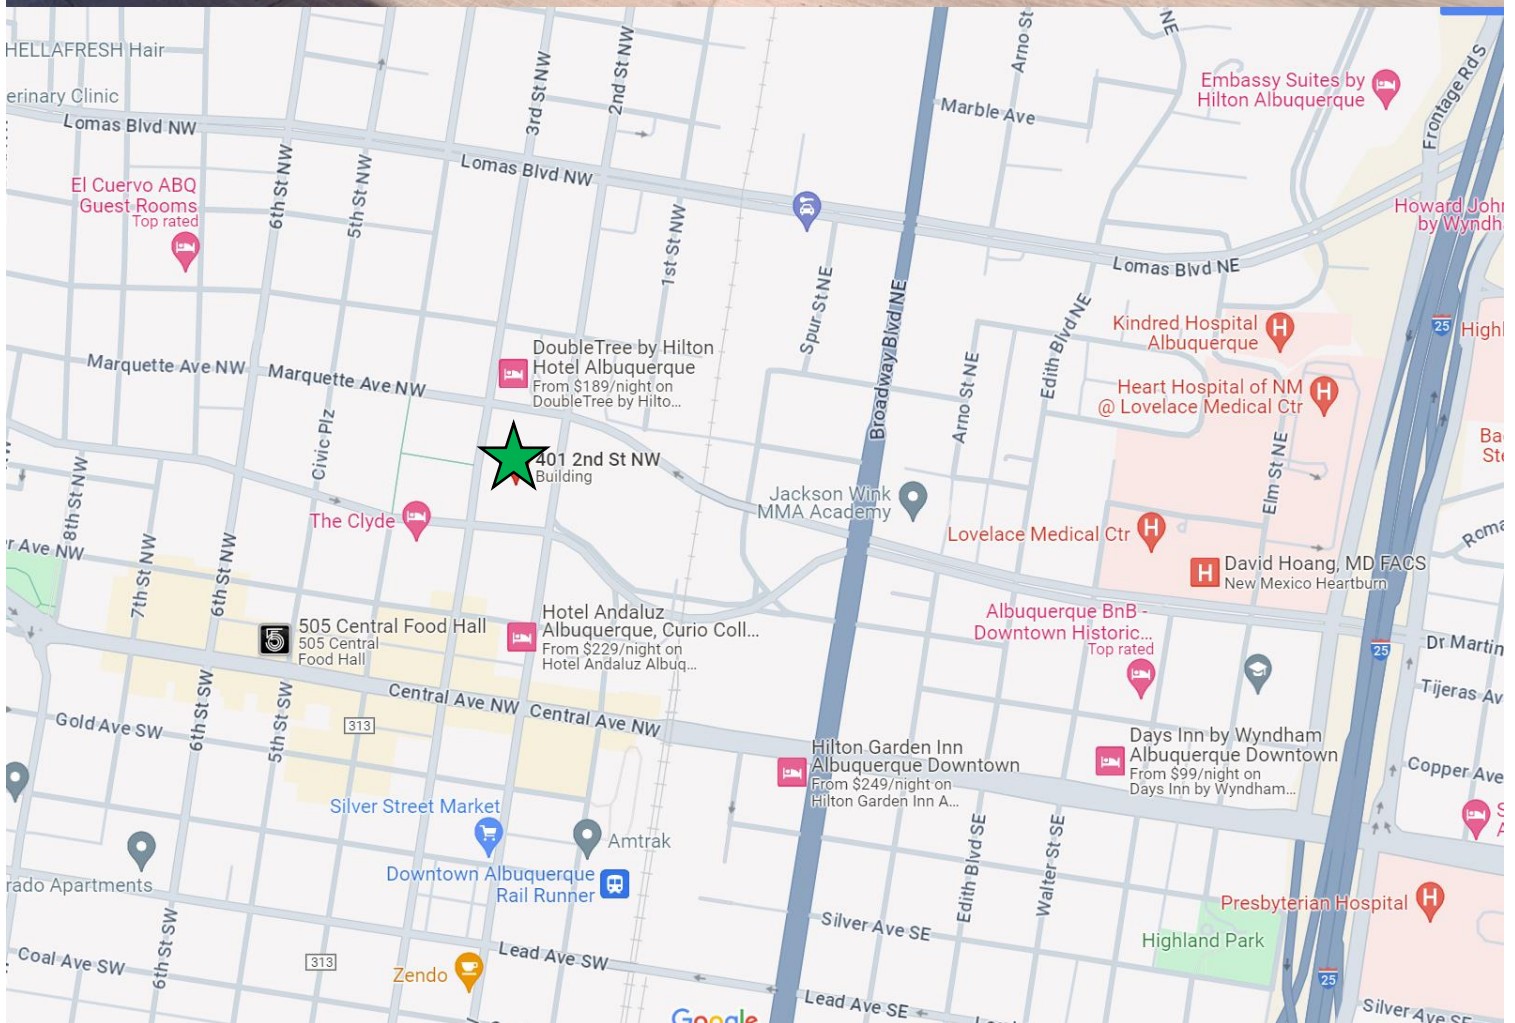 HELLAFRESH Hair
erinary Clinic
Lomas Blvd NW
3rd St NW
2nd St NW
Arno St
NE
Marble Ave
Embassy Suites by
Hilton Albuquerque
Frontage Rd S
El Cuervo ABQ
Guest Rooms
Top rated
6th St NW
5th St NW
Lomas Blvd NW
1st St NW
Howard John
by Wyndh
Lomas Blvd NE
Spur St NE
Broadway Blvd NE
Edith Blvd NE
Kindred Hospital
Albuquerque
25
Highl
Marquette Ave NW
Marquette Ave NW
DoubleTree by Hilton
Hotel Albuquerque
From $189/night on
DoubleTree by Hilto...
Arno St NE
Heart Hospital of NM
@ Lovelace Medical Ctr
Ba
Ste
Civic Plz
401 2nd St NW
Building
Elm St NE
8th St NW
The Clyde
Jackson Wink
MMA Academy
Lovelace Medical Ctr
Roma
r Ave NW
7th St NW
6th St NW
David Hoang, MD FACS
New Mexico Heartburn
505 Central Food Hall
505 Central
Food Hall
Hotel Andaluz
Albuquerque, Curio Coll...
From $229/night on
Hotel Andaluz Albuq...
Albuquerque BnB -
Downtown Historic...
Top rated
25
Dr Martin
Tijeras Av
Central Ave NW
Central Ave NW
Gold Ave SW
6th St SW
5th St SW
313
Hilton Garden Inn
Albuquerque Downtown
From $249/night on
Hilton Garden Inn A...
Days Inn by Wyndham
Albuquerque Downtown
From $99/night on
Days Inn by Wyndham...
Copper Ave
S
A
Silver Street Market
Amtrak
rado Apartments
Downtown Albuquerque
Rail Runner
Edith Blvd SE
Walter St SE
Presbyterian Hospital
Silver Ave SE
Highland Park
6th St SW
Coal Ave SW
313
Lead Ave SW
Zendo
25
Lead Ave SE
Silver Ave SE
Google